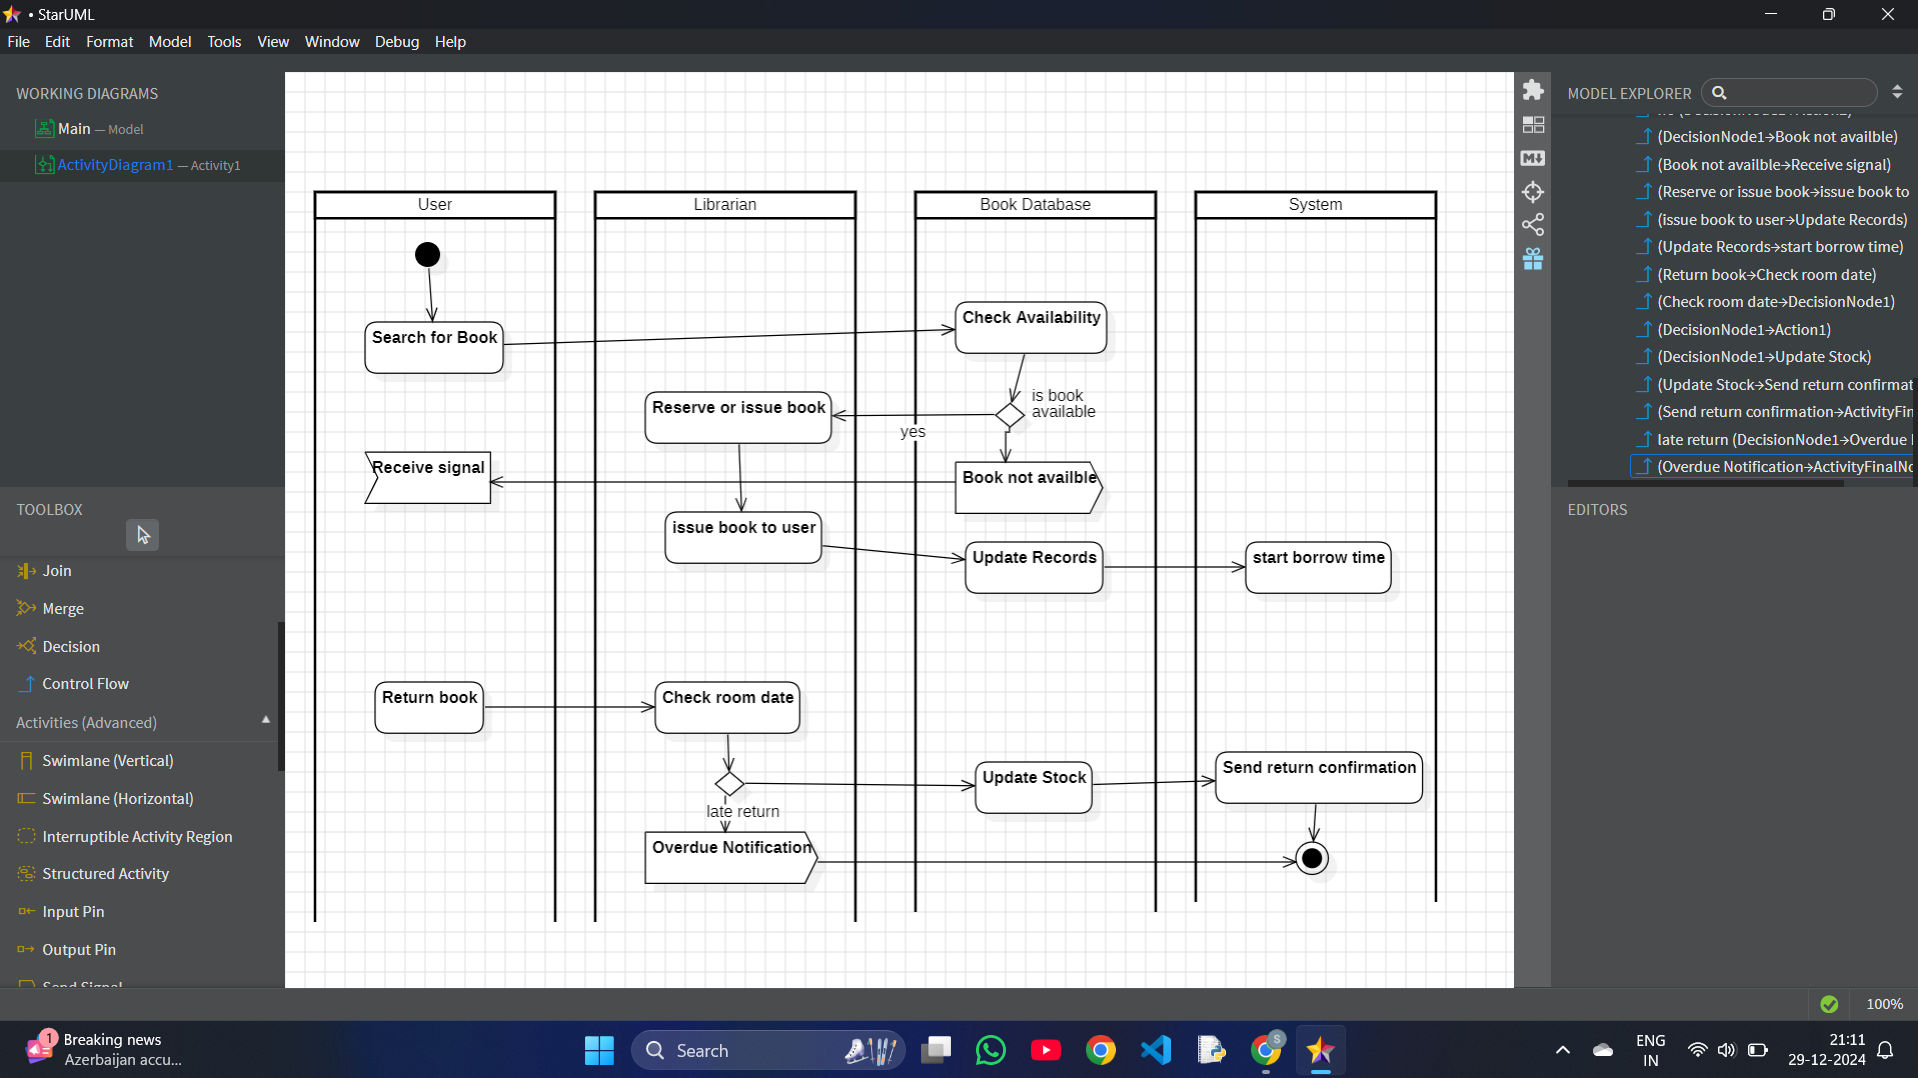 • StarUML
File Edit Format Model Tools View Window Debug Help
WORKING DIAGRAMS
Main — Model
ActivityDiagram1 — Activity1
TOOLBOX
Join
Merge
Decision
Control Flow
Activities (Advanced)
Swimlane (Vertical)
Swimlane (Horizontal)
Interruptible Activity Region
Structured Activity
Input Pin
Output Pin
Send Signal
User
Librarian
Book Database
System
Search for Book
Check Availability
is book
available
Reserve or issue book
yes
Receive signal
Book not availble
issue book to user
Update Records
start borrow time
Return book
Check room date
Update Stock
Send return confirmation
late return
Overdue Notification
MODEL EXPLORER
(DecisionNode1→Book not availble)
(Book not availble→Receive signal)
(Reserve or issue book→issue book to
(issue book to user→Update Records)
(Update Records→start borrow time)
(Return book→Check room date)
(Check room date→DecisionNode1)
(DecisionNode1→Action1)
(DecisionNode1→Update Stock)
(Update Stock→Send return confirmat
(Send return confirmation→ActivityFin
late return (DecisionNode1→Overdue
(Overdue Notification→ActivityFinalNo
EDITORS
100%
1
Breaking news
Azerbaijan accu...
Search
S
ENG
IN
21:11
29-12-2024